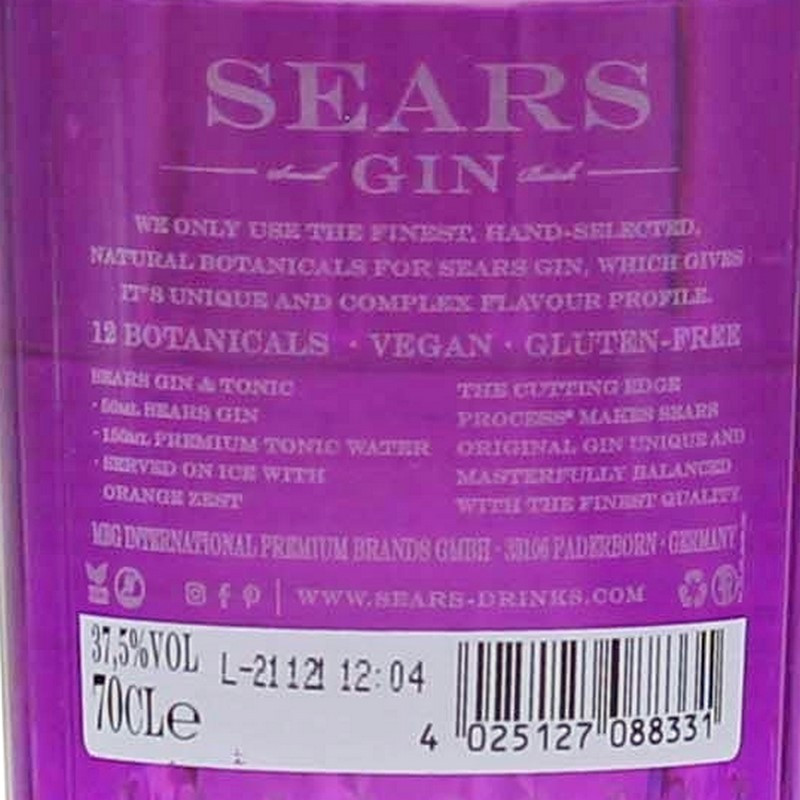 SEARS
GIN
WE ONLY USE THE FINEST, HAND-SELECTED,
NATURAL BOTANICALS FOR SEARS GIN, WHICH GIVES
IT'S UNIQUE AND COMPLEX FLAVOUR PROFILE.
12 BOTANICALS · VEGAN · GLUTEN-FREE
SEARS GIN & TONIC
· 50ML SEARS GIN
· 150ML PREMIUM TONIC WATER
· SERVED ON ICE WITH
ORANGE ZEST
THE CUTTING EDGE
PROCESS® MAKES SEARS
ORIGINAL GIN UNIQUE AND
MASTERFULLY BALANCED
WITH THE FINEST QUALITY.
MBG INTERNATIONAL PREMIUM BRANDS GMBH · 33106 PADERBORN · GERMANY
WWW.SEARS-DRINKS.COM
37,5%VOL
70CL℮
L-21121 12:04
4 025127 088331